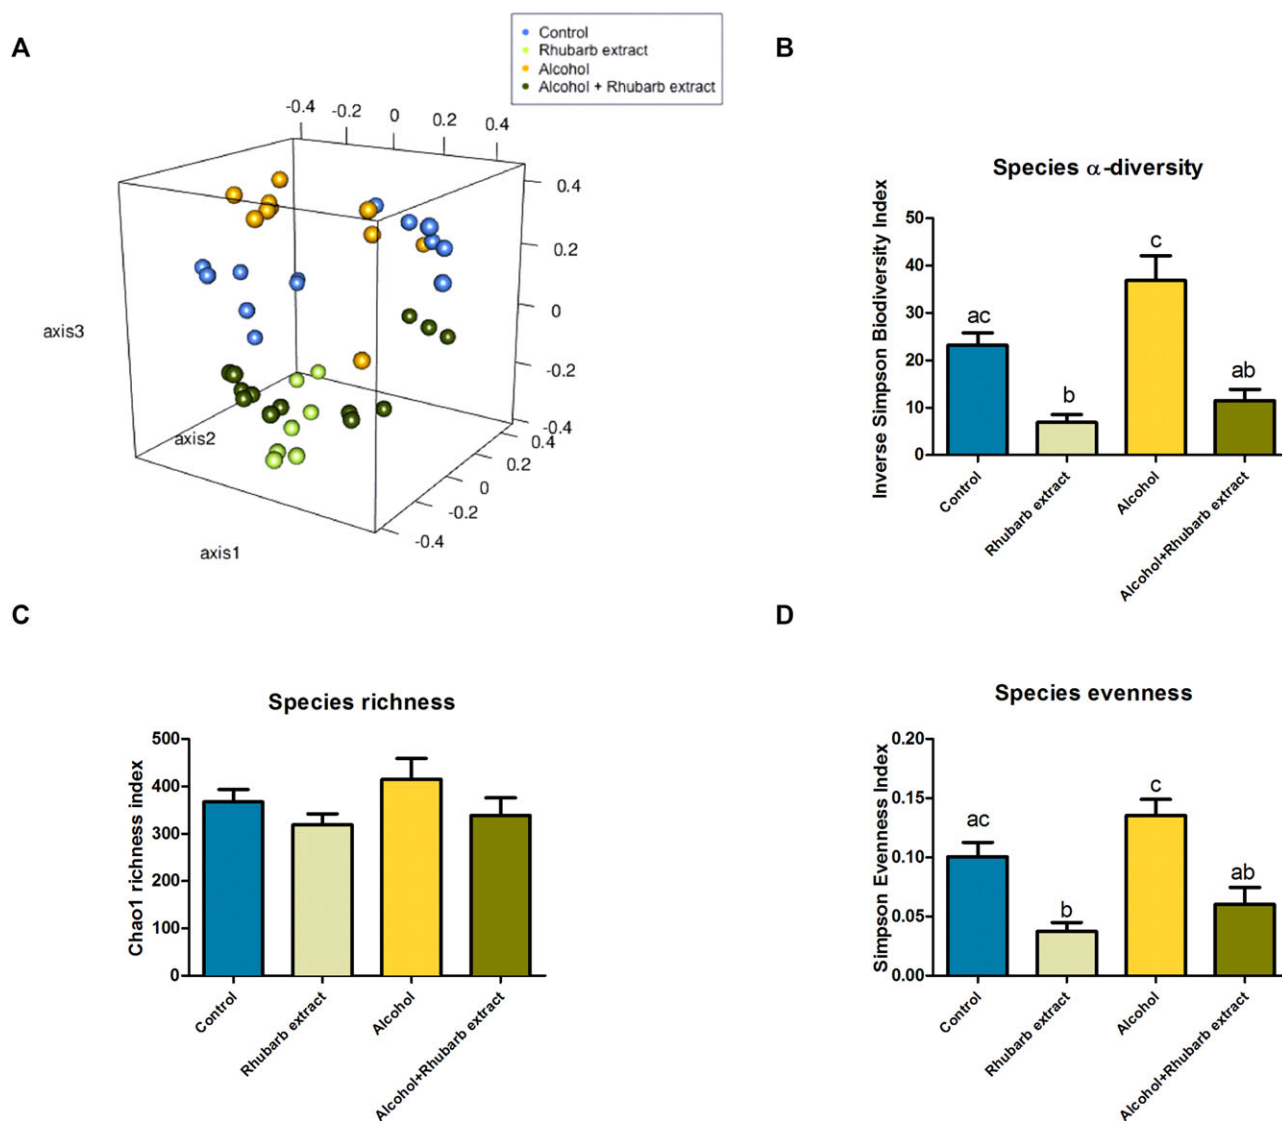 A
Control
Rhubarb extract
Alcohol
Alcohol + Rhubarb extract
-0.4 -0.2 0 0.2 0.4
0.4
0.2
0
-0.2
-0.4
0.4
0.2
0
-0.2
-0.4
axis3
axis2
axis1
B
Species α-diversity
Inverse Simpson Biodiversity Index
50
40
30
20
10
0
ac
b
c
ab
Control
Rhubarb extract
Alcohol
Alcohol+Rhubarb extract
C
Species richness
Chao1 richness index
500
400
300
200
100
0
Control
Rhubarb extract
Alcohol
Alcohol+Rhubarb extract
D
Species evenness
Simpson Evenness Index
0.20
0.15
0.10
0.05
0.00
ac
b
c
ab
Control
Rhubarb extract
Alcohol
Alcohol+Rhubarb extract